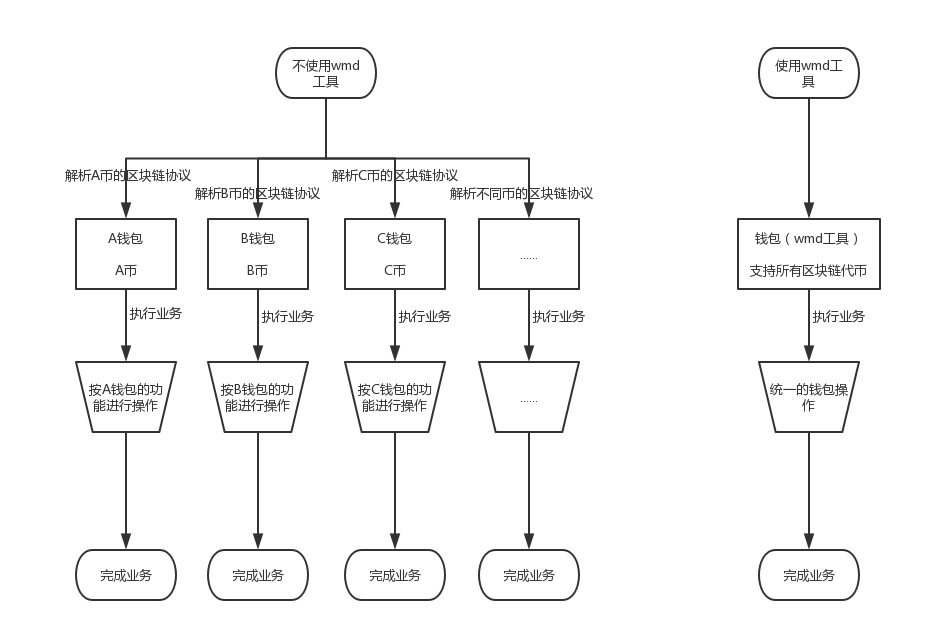 不使用wmd
工具
使用wmd工
具
解析A币的区块链协议
解析B币的区块链协议
解析C币的区块链协议
解析不同币的区块链协议
A钱包
A币
B钱包
B币
C钱包
C币
......
钱包（wmd工具）
支持所有区块链代币
执行业务
执行业务
执行业务
执行业务
执行业务
按A钱包的功
能进行操作
按B钱包的功
能进行操作
按C钱包的功
能进行操作
......
统一的钱包操
作
完成业务
完成业务
完成业务
完成业务
完成业务